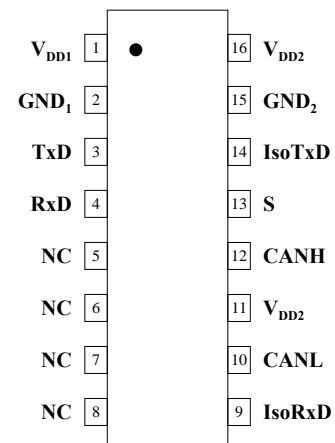 V_DD1 1 16 V_DD2
GND_1 2 15 GND_2
TxD 3 14 IsoTxD
RxD 4 13 S
NC 5 12 CANH
NC 6 11 V_DD2
NC 7 10 CANL
NC 8 9 IsoRxD